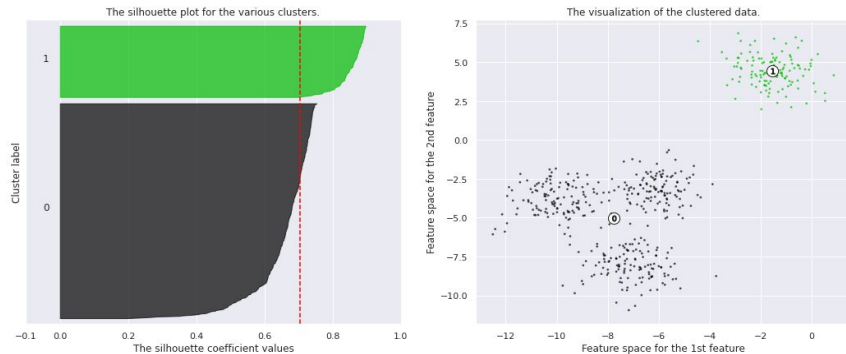 The silhouette plot for the various clusters.
1
0
Cluster label
−0.1 0.0 0.2 0.4 0.6 0.8 1.0
The silhouette coefficient values
The visualization of the clustered data.
7.5
5.0
2.5
0.0
−2.5
−5.0
−7.5
−10.0
Feature space for the 2nd feature
1
0
−12 −10 −8 −6 −4 −2 0
Feature space for the 1st feature